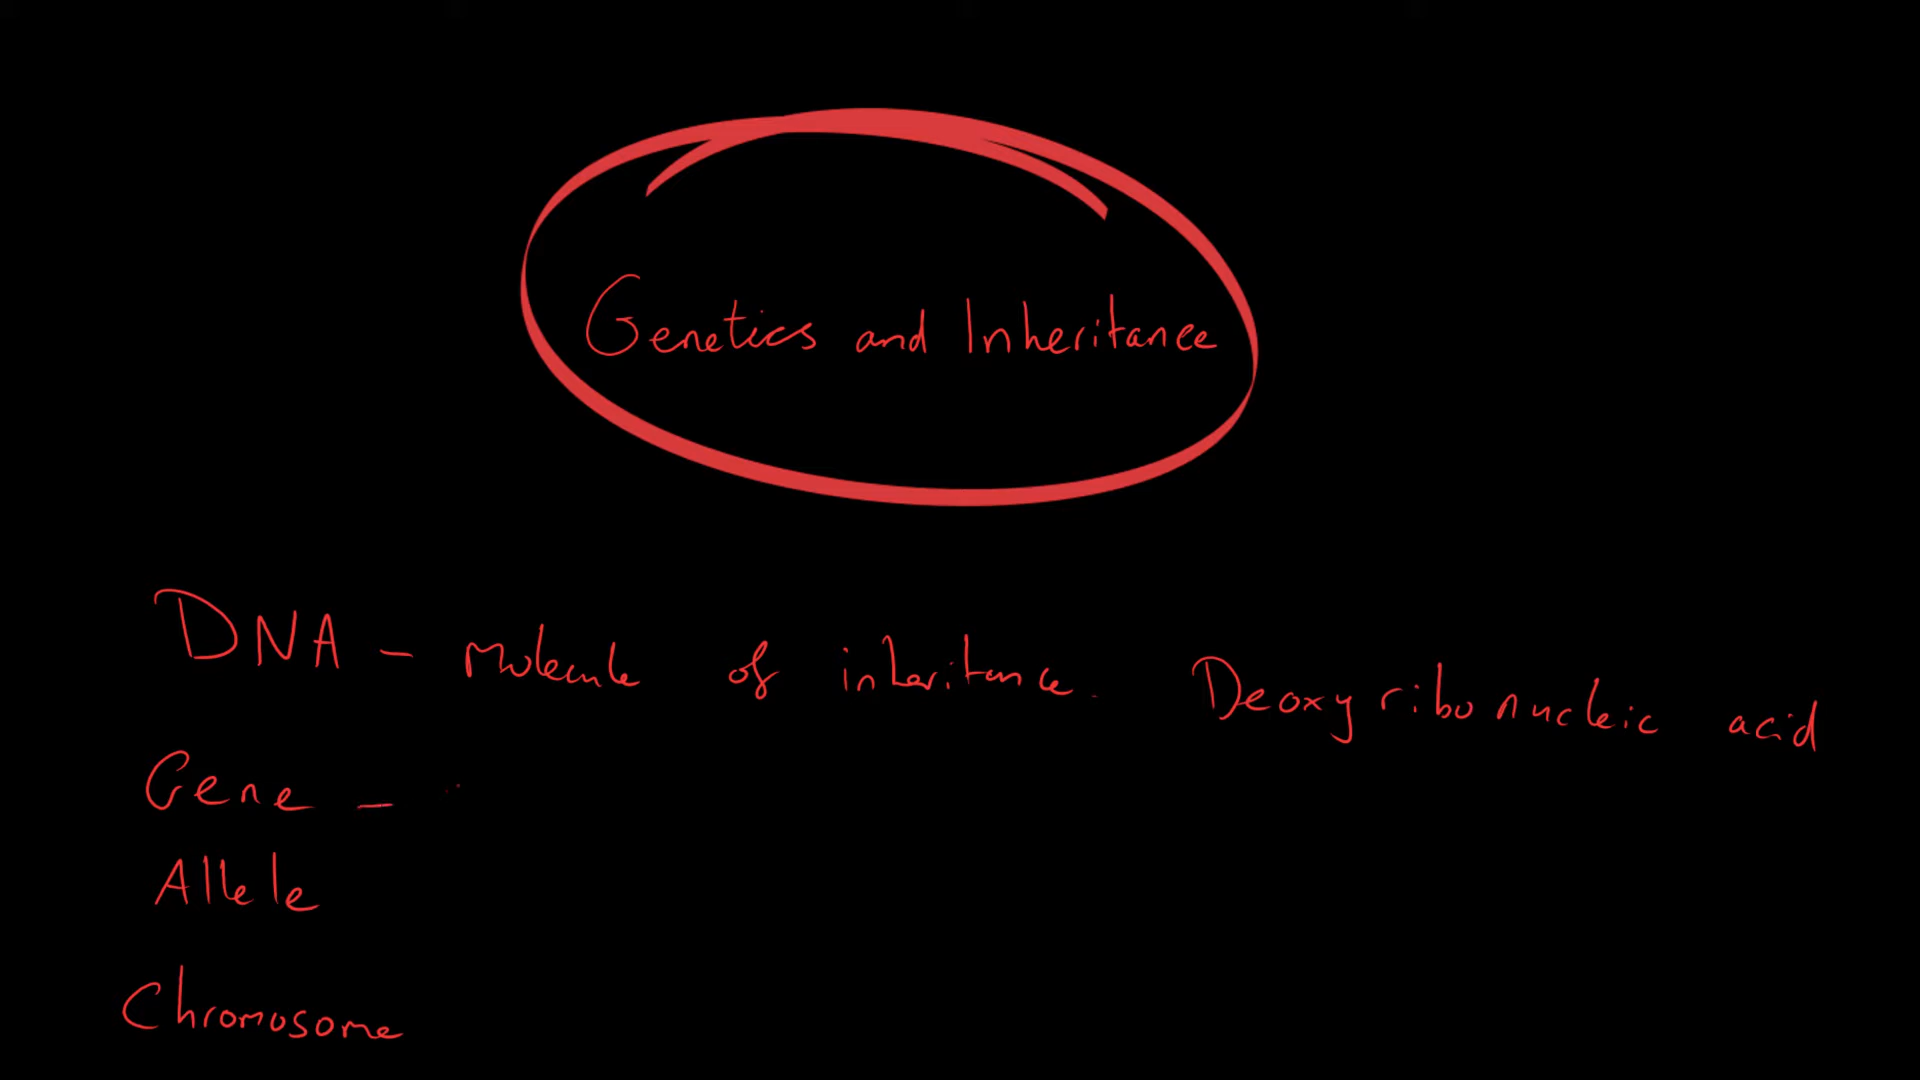 Genetics and Inheritance
DNA - Molecule of inheritance. Deoxyribonucleic acid
Gene -
Allele
Chromosome